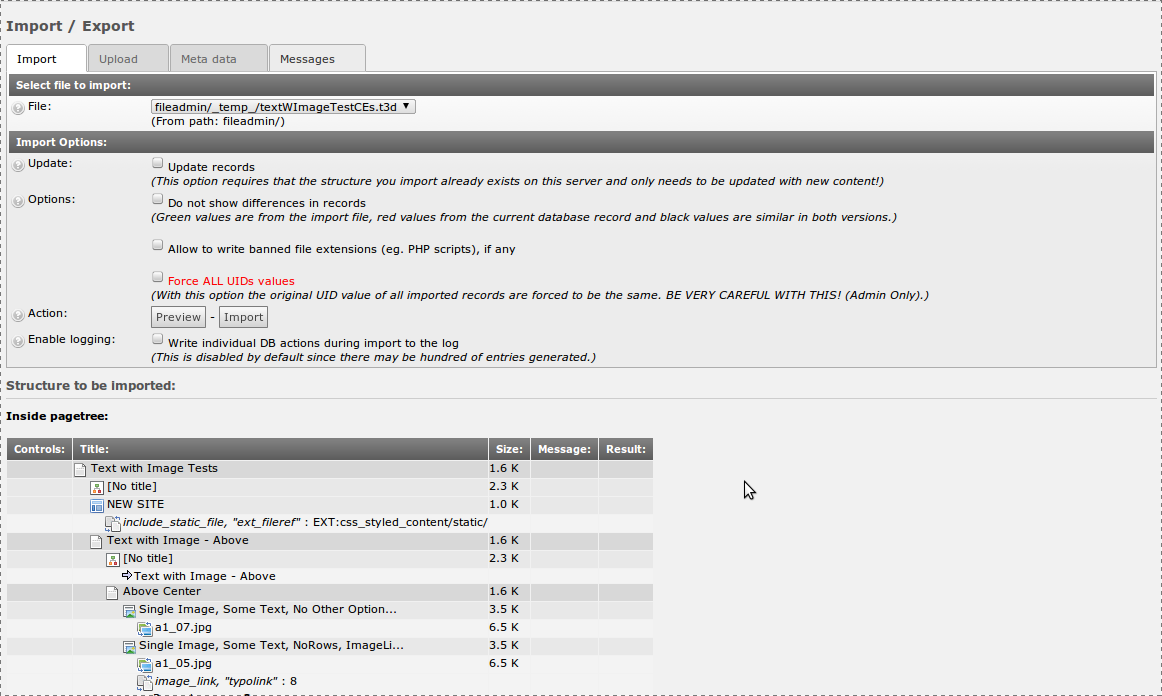 Import / Export
Import Upload Meta data Messages
Select file to import:
File: fileadmin/_temp_/textWImageTestCEs.t3d
(From path: fileadmin/)
Import Options:
Update: Update records
(This option requires that the structure you import already exists on this server and only needs to be updated with new content!)
Options: Do not show differences in records
(Green values are from the import file, red values from the current database record and black values are similar in both versions.)
Allow to write banned file extensions (eg. PHP scripts), if any
Force ALL UIDs values
(With this option the original UID value of all imported records are forced to be the same. BE VERY CAREFUL WITH THIS! (Admin Only).)
Action: Preview - Import
Enable logging: Write individual DB actions during import to the log
(This is disabled by default since there may be hundred of entries generated.)
Structure to be imported:
Inside pagetree:
Controls: Title: Size: Message: Result:
Text with Image Tests 1.6 K
[No title] 2.3 K
NEW SITE 1.0 K
include_static_file, "ext_fileref" : EXT:css_styled_content/static/
Text with Image - Above 1.6 K
[No title] 2.3 K
Text with Image - Above
Above Center 1.6 K
Single Image, Some Text, No Other Option... 3.5 K
a1_07.jpg 6.5 K
Single Image, Some Text, NoRows, ImageLi... 3.5 K
a1_05.jpg 6.5 K
image_link, "typolink" : 8